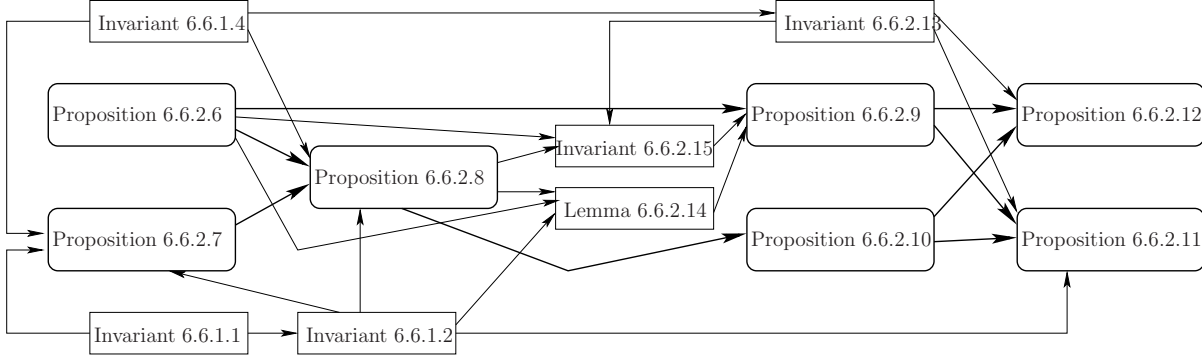 Invariant 6.6.1.4
Invariant 6.6.2.13
Proposition 6.6.2.6
Proposition 6.6.2.9
Proposition 6.6.2.12
Invariant 6.6.2.15
Proposition 6.6.2.8
Lemma 6.6.2.14
Proposition 6.6.2.7
Proposition 6.6.2.10
Proposition 6.6.2.11
Invariant 6.6.1.1
Invariant 6.6.1.2